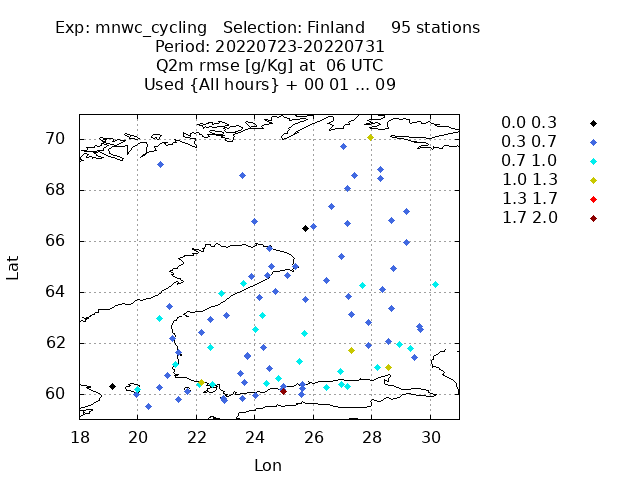 Exp: mnwc_cycling   Selection: Finland     95 stations
Period: 20220723-20220731
Q2m rmse [g/Kg] at  06 UTC
Used {All hours} + 00 01 ... 09
0.0 0.3
0.3 0.7
0.7 1.0
1.0 1.3
1.3 1.7
1.7 2.0
70
68
66
64
62
60
Lat
18 20 22 24 26 28 30
Lon